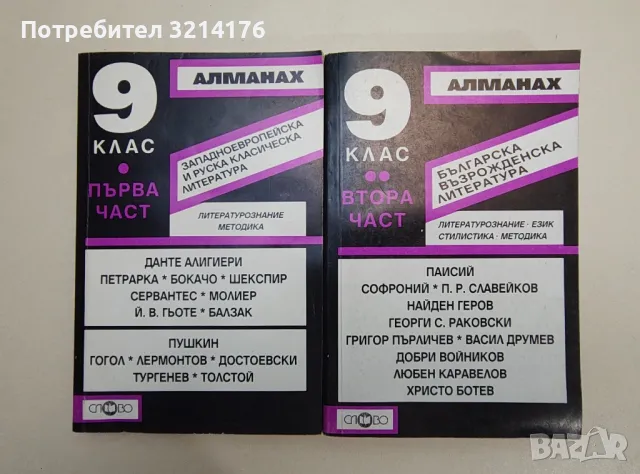 Потребител 3214176
9
КЛАС
ПЪРВА
ЧАСТ
АЛМАНАХ
ЗАПАДНОЕВРОПЕЙСКА
И РУСКА КЛАСИЧЕСКА
ЛИТЕРАТУРА
ЛИТЕРАТУРОЗНАНИЕ
МЕТОДИКА
ДАНТЕ АЛИГИЕРИ
ПЕТРАРКА * БОКАЧО * ШЕКСПИР
СЕРВАНТЕС * МОЛИЕР
Й. В. ГЬОТЕ * БАЛЗАК
ПУШКИН
ГОГОЛ * ЛЕРМОНТОВ * ДОСТОЕВСКИ
ТУРГЕНЕВ * ТОЛСТОЙ
СЛОВО
9
КЛАС
ВТОРА
ЧАСТ
АЛМАНАХ
БЪЛГАРСКА
ВЪЗРОЖДЕНСКА
ЛИТЕРАТУРА
ЛИТЕРАТУРОЗНАНИЕ · ЕЗИК
СТИЛИСТИКА · МЕТОДИКА
ПАИСИЙ
СОФРОНИЙ * П. Р. СЛАВЕЙКОВ
НАЙДЕН ГЕРОВ
ГЕОРГИ С. РАКОВСКИ
ГРИГОР ПЪРЛИЧЕВ * ВАСИЛ ДРУМЕВ
ДОБРИ ВОЙНИКОВ
ЛЮБЕН КАРАВЕЛОВ
ХРИСТО БОТЕВ
СЛОВО
BAZAR